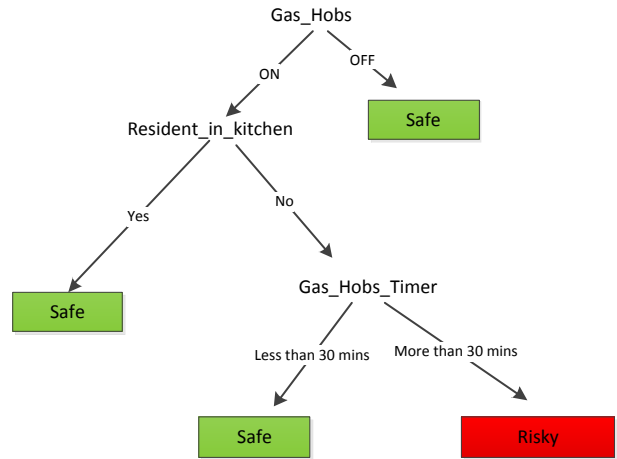 Gas_Hobs
ON
OFF
Safe
Resident_in_kitchen
Yes
No
Safe
Gas_Hobs_Timer
Less than 30 mins
More than 30 mins
Safe
Risky